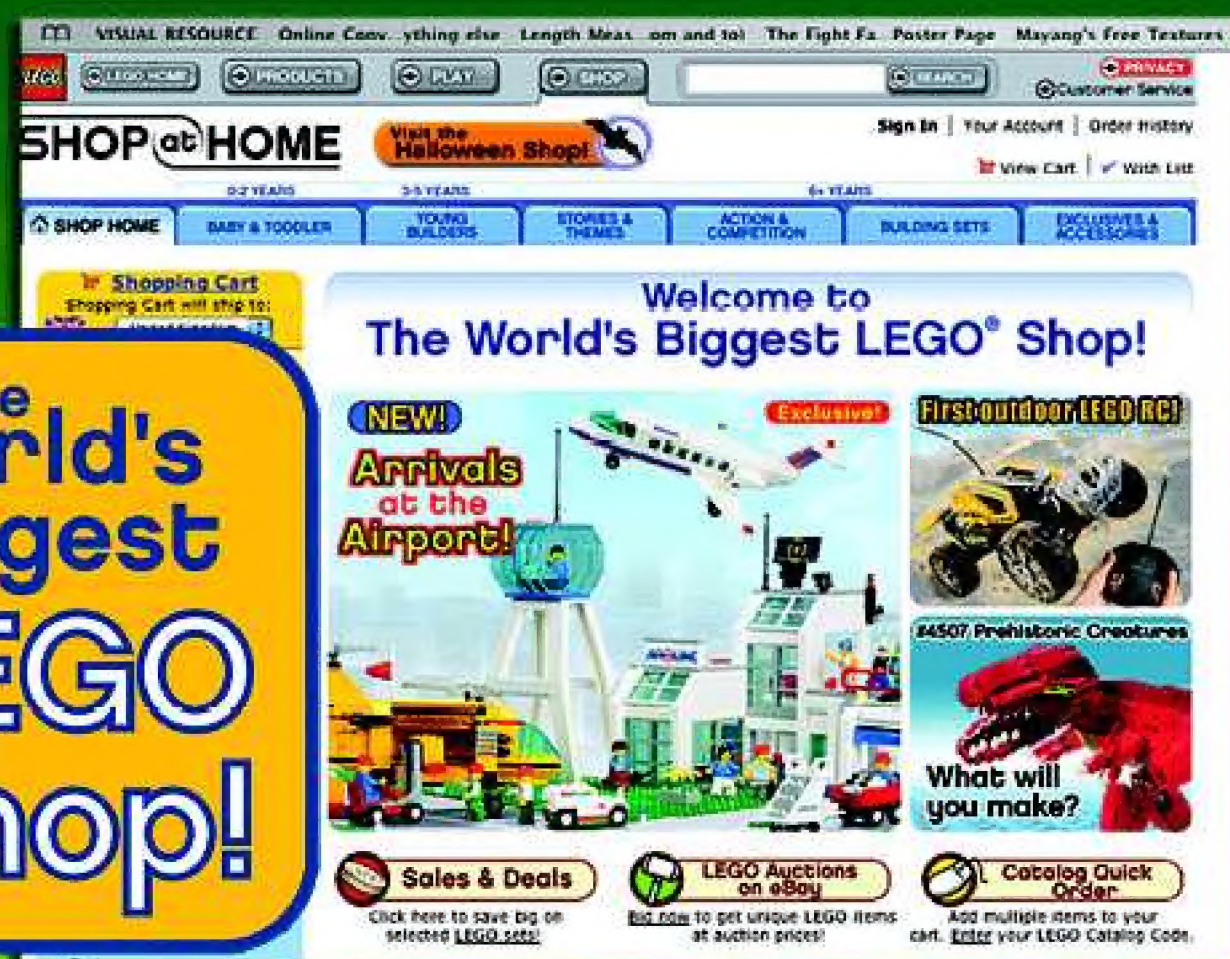 VISUAL RESOURCE Online Conv...ything else Length Meas...om and to) The Fight Fa... Poster Page Mayang's Free Textures
LEGO
LEGO HOME PRODUCTS PLAY SHOP SEARCH
PRIVACY
Customer Service
SHOP at HOME
Visit the
Halloween Shop!
Sign In | Your Account | Order History
View Cart | Wish List
0-2 YEARS 3-5 YEARS 6+ YEARS
SHOP HOME
BABY & TODDLER
YOUNG
BUILDERS
STORIES &
THEMES
ACTION &
COMPETITION
BUILDING SETS
EXCLUSIVES &
ACCESSORIES
Shopping Cart
Shopping Cart will ship to:
Welcome to
The World's Biggest LEGO® Shop!
e
rld's
gest
EGO
hop!
NEW!
Arrivals
at the
Airport!
Exclusive!
AIRLINE
First outdoor LEGO RC!
#4507 Prehistoric Creatures
What will
you make?
Sales & Deals
Click here to save big on
selected LEGO sets!
LEGO Auctions
on eBay
Bid now to get unique LEGO items
at auction prices!
Catalog Quick
Order
Add multiple items to your
cart. Enter your LEGO Catalog Code.